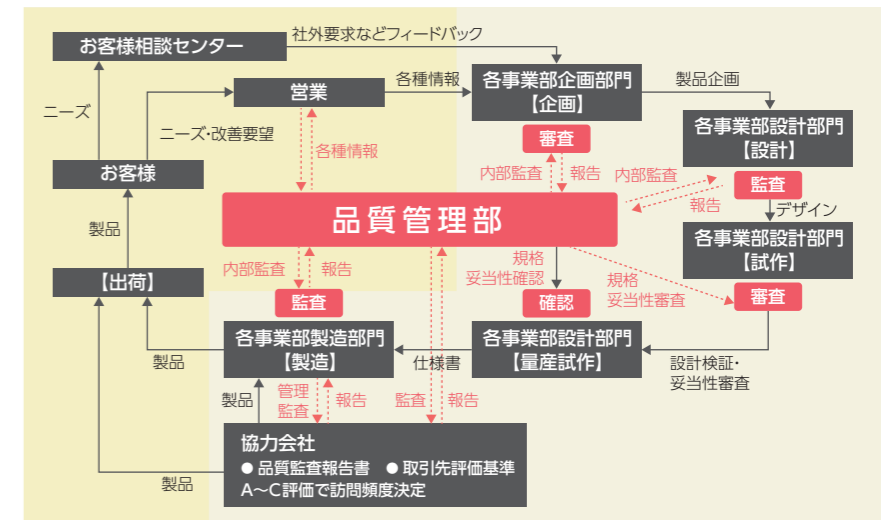 社外要求などフィードバック
お客様相談センター
営業
各種情報
各事業部企画部門
【企画】
製品企画
ニーズ
ニーズ・改善要望
各種情報
審査
内部監査
報告
各事業部設計部門
【設計】
お客様
内部監査
報告
監査
デザイン
品質管理部
製品
各事業部設計部門
【試作】
【出荷】
内部監査
報告
規格
妥当性確認
規格
妥当性審査
監査
確認
審査
各事業部製造部門
【製造】
仕様書
各事業部設計部門
【量産試作】
設計検証・
妥当性審査
製品
製品
管理
監査
報告
監査
報告
協力会社
● 品質監査報告書 ● 取引先評価基準
A〜C評価で訪問頻度決定
製品